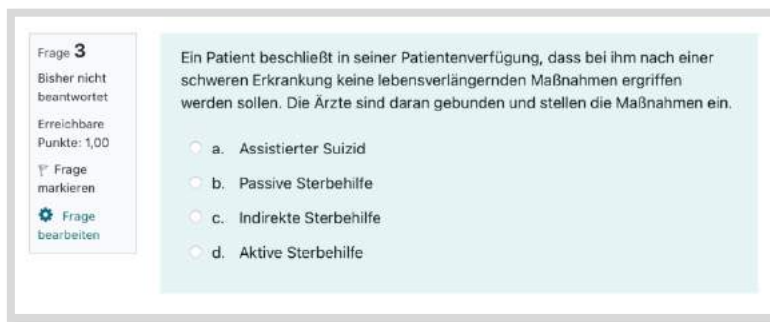 Frage 3
Bisher nicht
beantwortet
Erreichbare
Punkte: 1,00
Frage
markieren
Frage
bearbeiten
Ein Patient beschließt in seiner Patientenverfügung, dass bei ihm nach einer
schweren Erkrankung keine lebensverlängernden Maßnahmen ergriffen
werden sollen. Die Ärzte sind daran gebunden und stellen die Maßnahmen ein.
a. Assistierter Suizid
b. Passive Sterbehilfe
c. Indirekte Sterbehilfe
d. Aktive Sterbehilfe